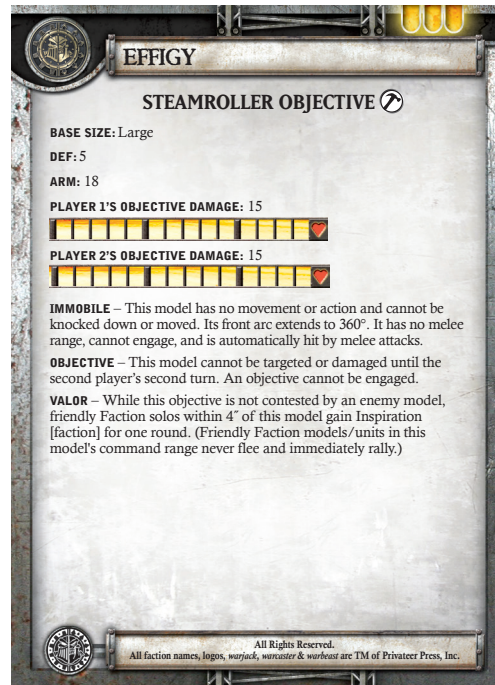 EFFIGY
STEAMROLLER OBJECTIVE
BASE SIZE: Large
DEF: 5
ARM: 18
PLAYER 1'S OBJECTIVE DAMAGE: 15
PLAYER 2'S OBJECTIVE DAMAGE: 15
IMMOBILE – This model has no movement or action and cannot be
knocked down or moved. Its front arc extends to 360°. It has no melee
range, cannot engage, and is automatically hit by melee attacks.
OBJECTIVE – This model cannot be targeted or damaged until the
second player's second turn. An objective cannot be engaged.
VALOR – While this objective is not contested by an enemy model,
friendly Faction solos within 4˝ of this model gain Inspiration
[faction] for one round. (Friendly Faction models/units in this
model's command range never flee and immediately rally.)
All Rights Reserved.
All faction names, logos, warjack, warcaster & warbeast are TM of Privateer Press, Inc.